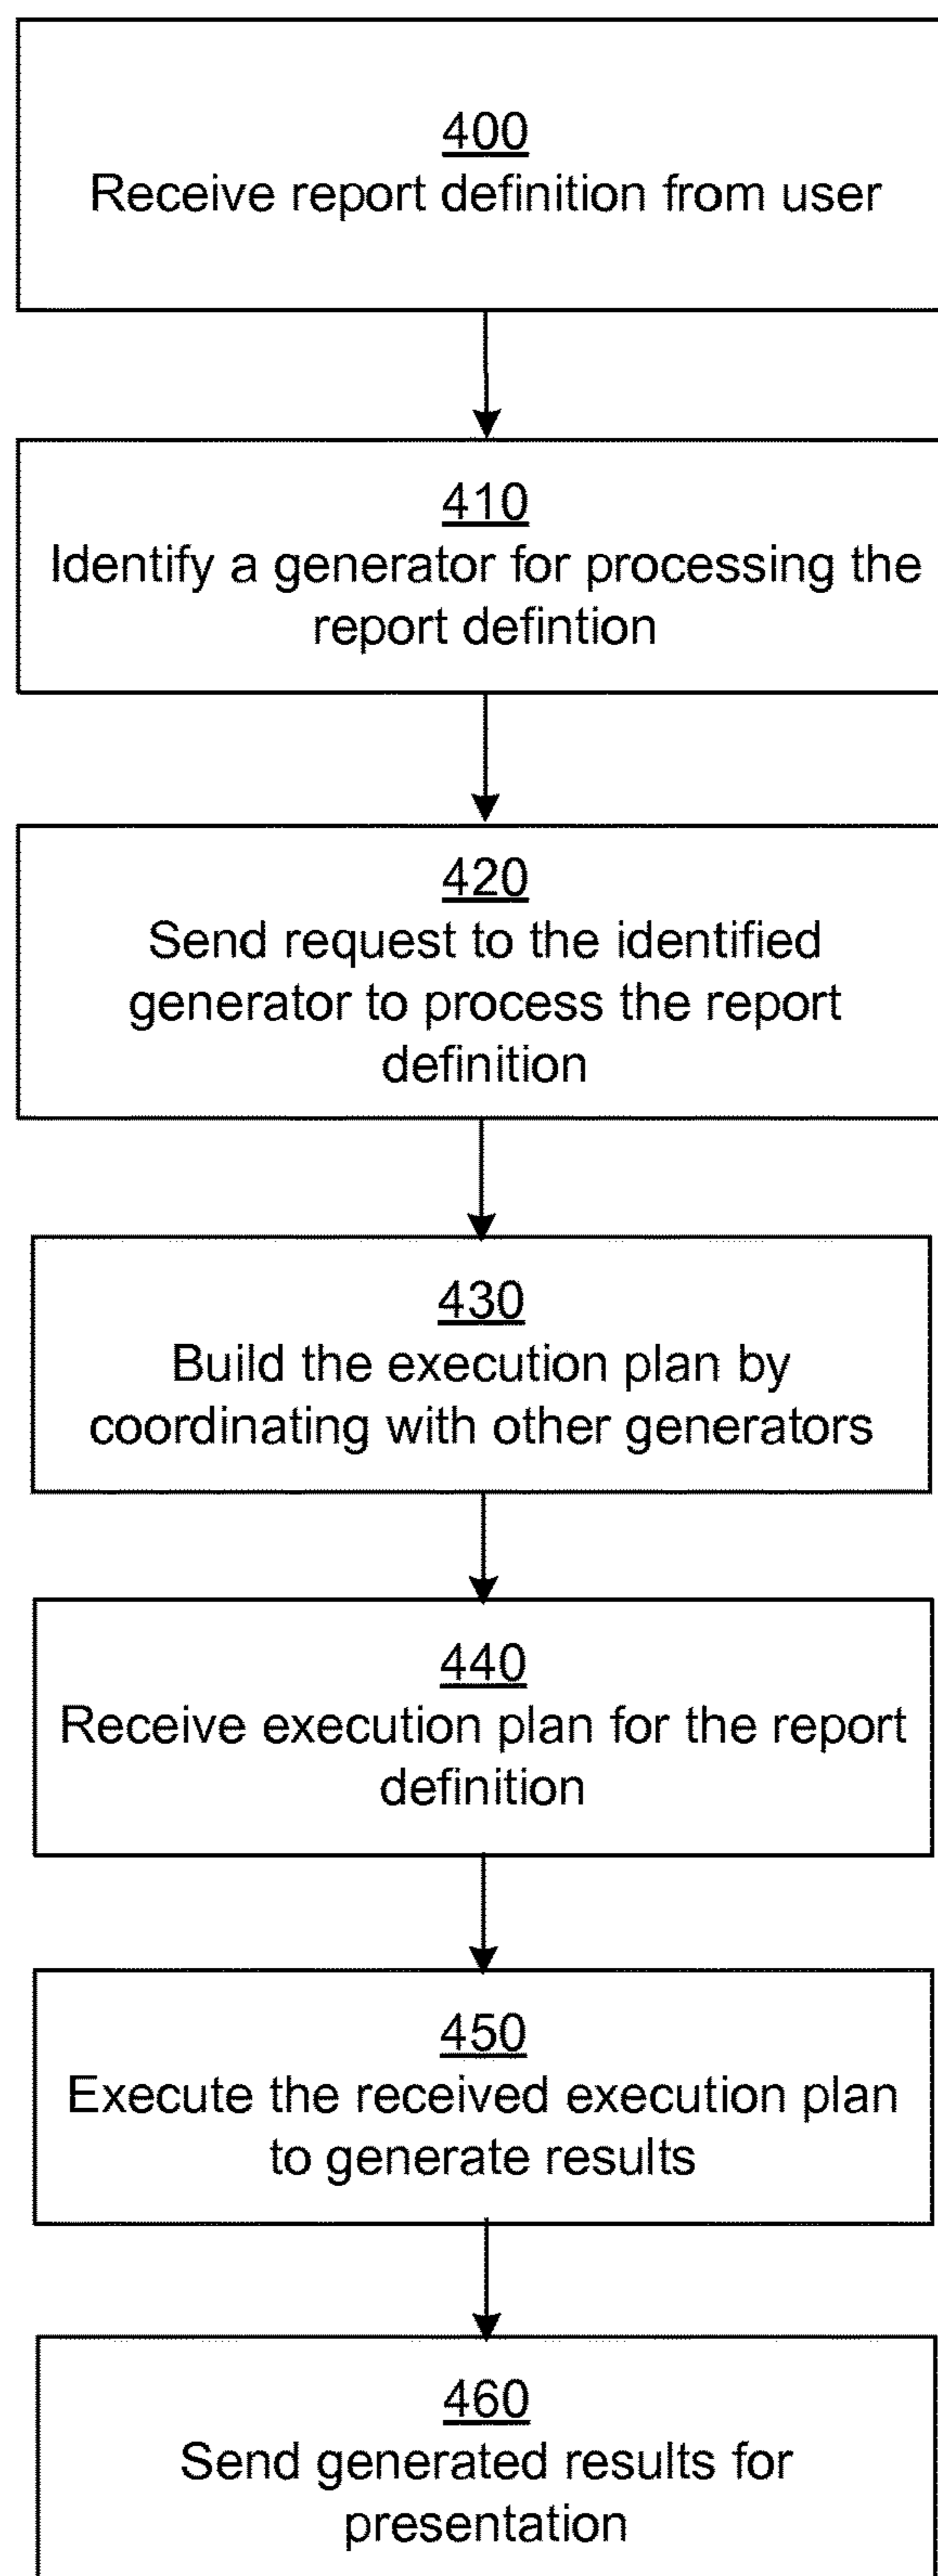 400
Receive report definition from user
410
Identify a generator for processing the
report defintion
420
Send request to the identified
generator to process the report
definition
430
Build the execution plan by
coordinating with other generators
440
Receive execution plan for the report
definition
450
Execute the received execution plan
to generate results
460
Send generated results for
presentation